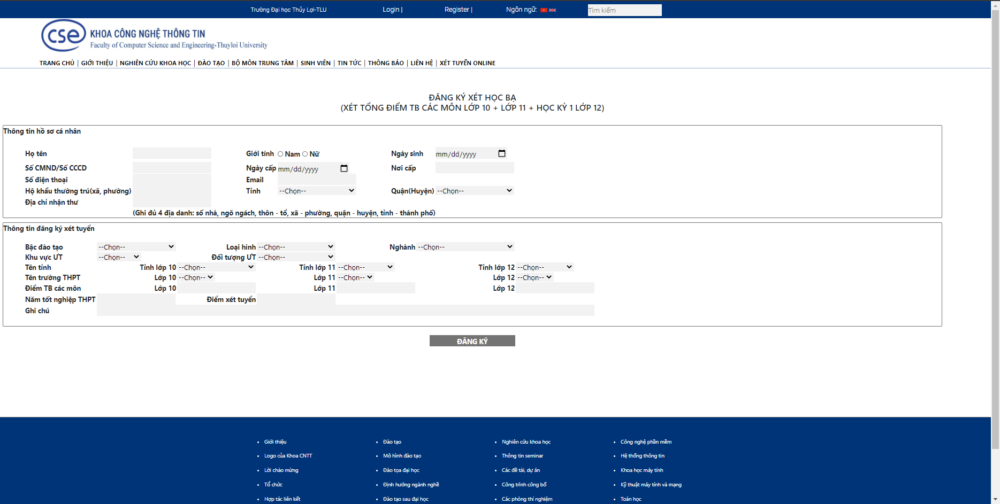 Trường Đại học Thủy Lợi-TLU Login | Register | Ngôn ngữ: Tìm kiếm
cse KHOA CÔNG NGHỆ THÔNG TIN
Faculty of Computer Science and Engineering-Thuyloi University
TRANG CHỦ | GIỚI THIỆU | NGHIÊN CỨU KHOA HỌC | ĐÀO TẠO | BỘ MÔN TRUNG TÂM | SINH VIÊN | TIN TỨC | THÔNG BÁO | LIÊN HỆ | XÉT TUYỂN ONLINE
ĐĂNG KÝ XÉT HỌC BẠ
(XÉT TỔNG ĐIỂM TB CÁC MÔN LỚP 10 + LỚP 11 + HỌC KỲ 1 LỚP 12)
Thông tin hồ sơ cá nhân
Họ tên Giới tính Nam Nữ Ngày sinh mm/dd/yyyy
Số CMND/Số CCCD Ngày cấp mm/dd/yyyy Nơi cấp
Số điện thoại Email
Hộ khẩu thường trú(xã, phường) Tỉnh --Chọn-- Quận(Huyện) --Chọn--
Địa chỉ nhận thư
(Ghi đủ 4 địa danh: số nhà, ngõ ngách, thôn - tổ, xã - phường, quận - huyện, tỉnh - thành phố)
Thông tin đăng ký xét tuyển
Bậc đào tạo --Chọn-- Loại hình --Chọn-- Nghành --Chọn--
Khu vực ƯT --Chọn-- Đối tượng ƯT --Chọn--
Tên tỉnh Tỉnh lớp 10 --Chọn-- Tỉnh lớp 11 --Chọn-- Tỉnh lớp 12 --Chọn--
Tên trường THPT Lớp 10 --Chọn-- Lớp 11 --Chọn-- Lớp 12 --Chọn--
Điểm TB các môn Lớp 10 Lớp 11 Lớp 12
Năm tốt nghiệp THPT Điểm xét tuyển
Ghi chú
ĐĂNG KÝ
Giới thiệu Đào tạo Nghiên cứu khoa học Công nghệ phần mềm
Logo của Khoa CNTT Mô hình đào tạo Thông tin seminar Hệ thống thông tin
Lời chào mừng Đào tọa đại học Các đề tài, dự án Khoa học máy tính
Tổ chức Định hướng ngành nghề Công trình công bố Kỹ thuật máy tính và mạng
Hợp tác liên kết Đào tạo sau đại học Các phòng thí nghiệm Toán học